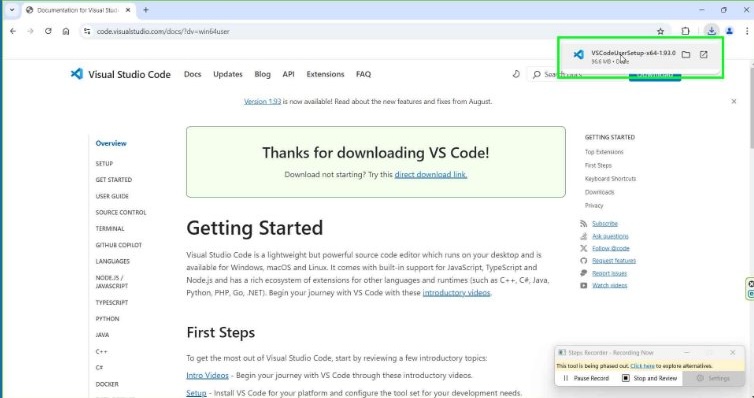 Documentation for Visual Studio
code.visualstudio.com/docs/?dv=win64user
VSCodeUserSetup-x64-1.93.0
96.6 MB • Done
Visual Studio Code
Docs
Updates
Blog
API
Extensions
FAQ
Search Docs
Download
Version 1.93 is now available! Read about the new features and fixes from August.
Overview
SETUP
GET STARTED
USER GUIDE
SOURCE CONTROL
TERMINAL
GITHUB COPILOT
LANGUAGES
NODE.JS /
JAVASCRIPT
TYPESCRIPT
PYTHON
JAVA
C++
C#
DOCKER
Thanks for downloading VS Code!
Download not starting? Try this direct download link.
Getting Started
Visual Studio Code is a lightweight but powerful source code editor which runs on your desktop and is
available for Windows, macOS and Linux. It comes with built-in support for JavaScript, TypeScript and
Node.js and has a rich ecosystem of extensions for other languages and runtimes (such as C++, C#, Java,
Python, PHP, Go, .NET). Begin your journey with VS Code with these introductory videos.
First Steps
To get the most out of Visual Studio Code, start by reviewing a few introductory topics:
Intro Videos - Begin your journey with VS Code through these introductory videos.
Setup - Install VS Code for your platform and configure the tool set for your development needs.
GETTING STARTED
Top Extensions
First Steps
Keyboard Shortcuts
Downloads
Privacy
Subscribe
Ask questions
Follow @code
Request features
Report issues
Watch videos
Steps Recorder - Recording Now
This tool is being phased out. Click here to explore alternatives.
Pause Record
Stop and Review
Settings